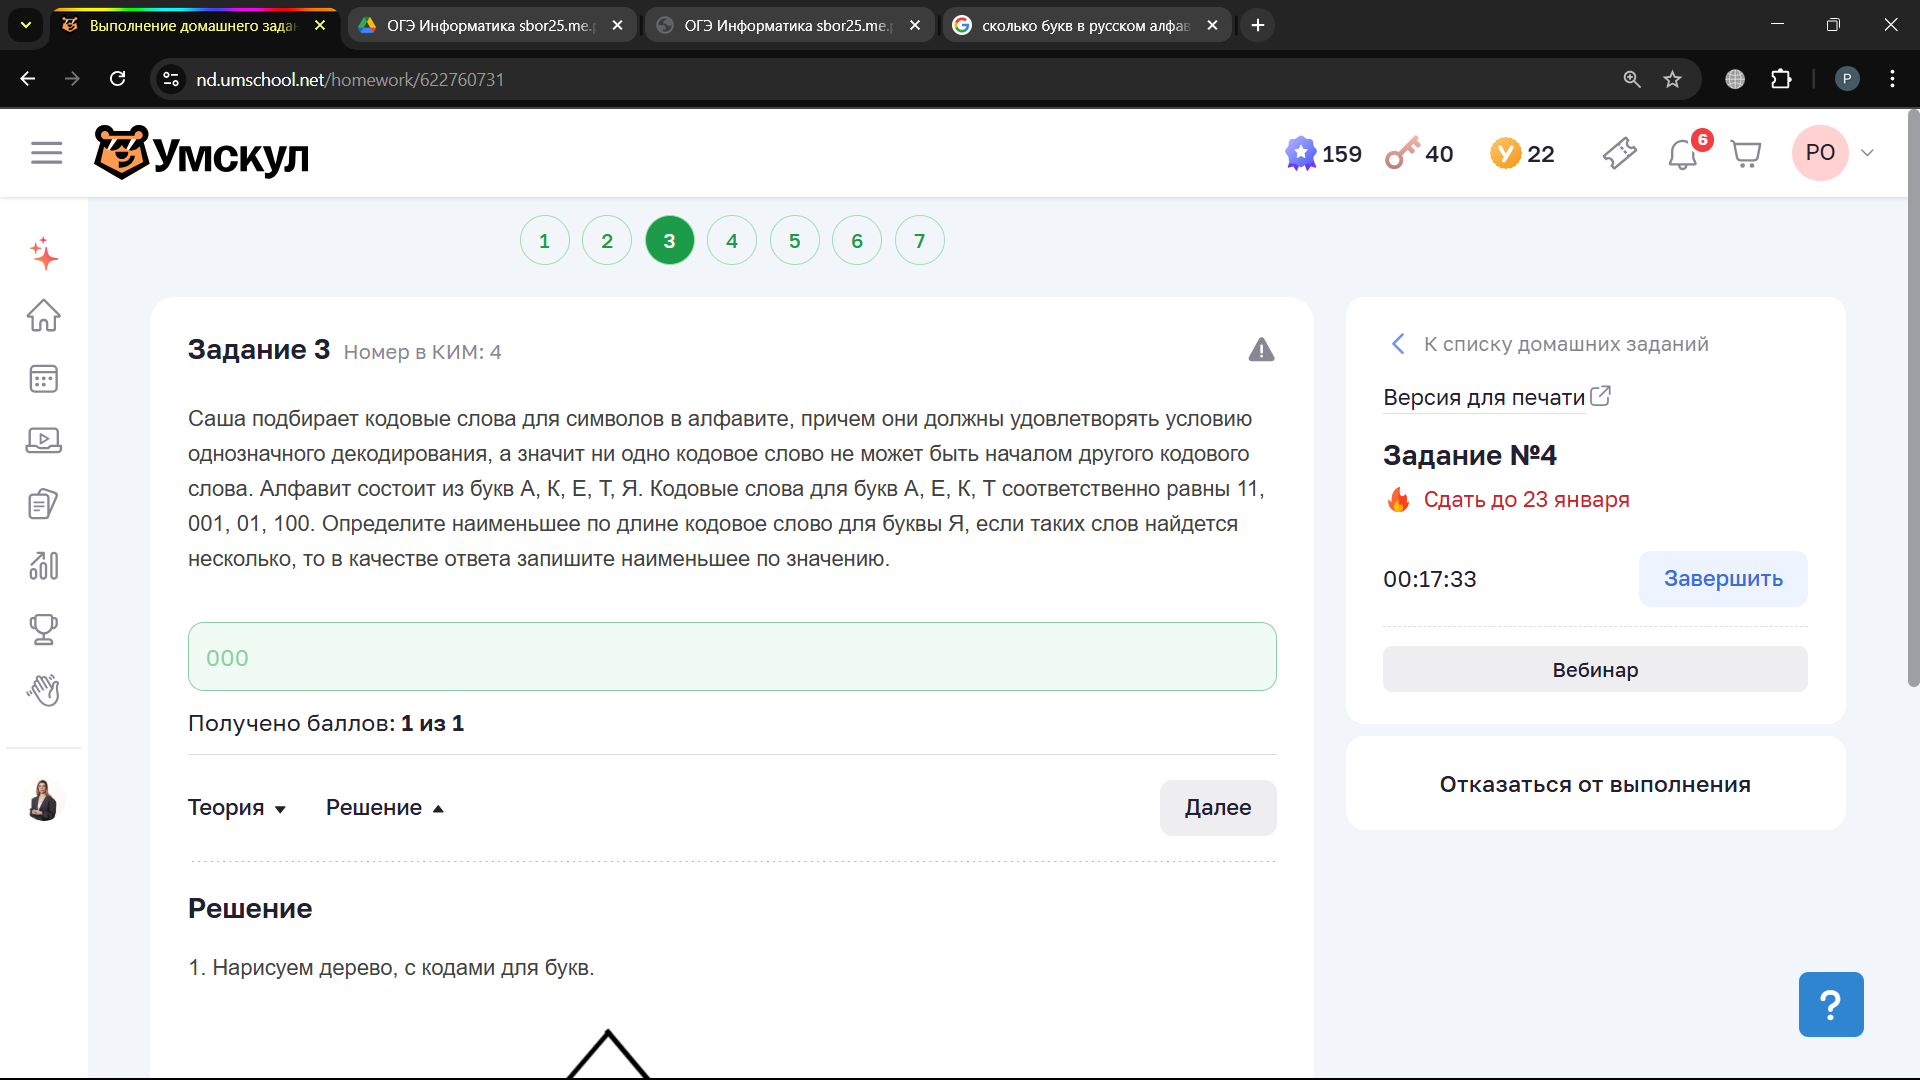 Выполнение домашнего зада
ОГЭ Информатика sbor25.me.p
ОГЭ Информатика sbor25.me.p
сколько букв в русском алфав
nd.umschool.net/homework/622760731
P
Умскул
159
40
22
6
PO
1 2 3 4 5 6 7
Задание 3 Номер в КИМ: 4
Саша подбирает кодовые слова для символов в алфавите, причем они должны удовлетворять условию
однозначного декодирования, а значит ни одно кодовое слово не может быть началом другого кодового
слова. Алфавит состоит из букв А, К, Е, Т, Я. Кодовые слова для букв А, Е, К, Т соответственно равны 11,
001, 01, 100. Определите наименьшее по длине кодовое слово для буквы Я, если таких слов найдется
несколько, то в качестве ответа запишите наименьшее по значению.
000
Получено баллов: 1 из 1
Теория
Решение
Далее
Решение
1. Нарисуем дерево, с кодами для букв.
К списку домашних заданий
Версия для печати
Задание №4
Сдать до 23 января
00:17:33
Завершить
Вебинар
Отказаться от выполнения
?